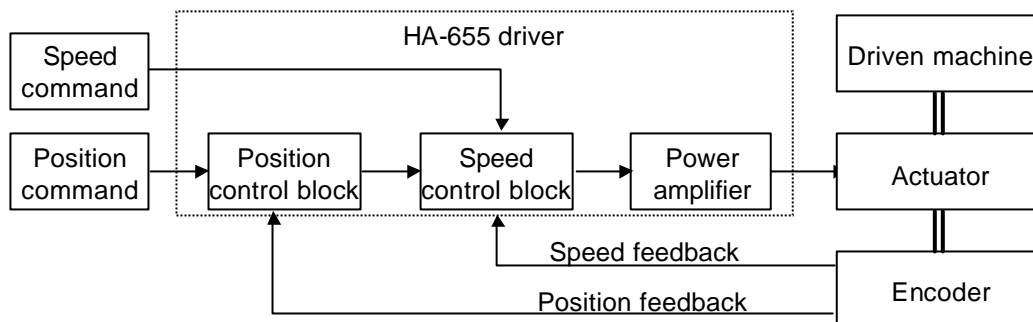 HA-655 driver
Speed
command
Driven machine
Position
command
Position
control block
Speed
control block
Power
amplifier
Actuator
Speed feedback
Position feedback
Encoder